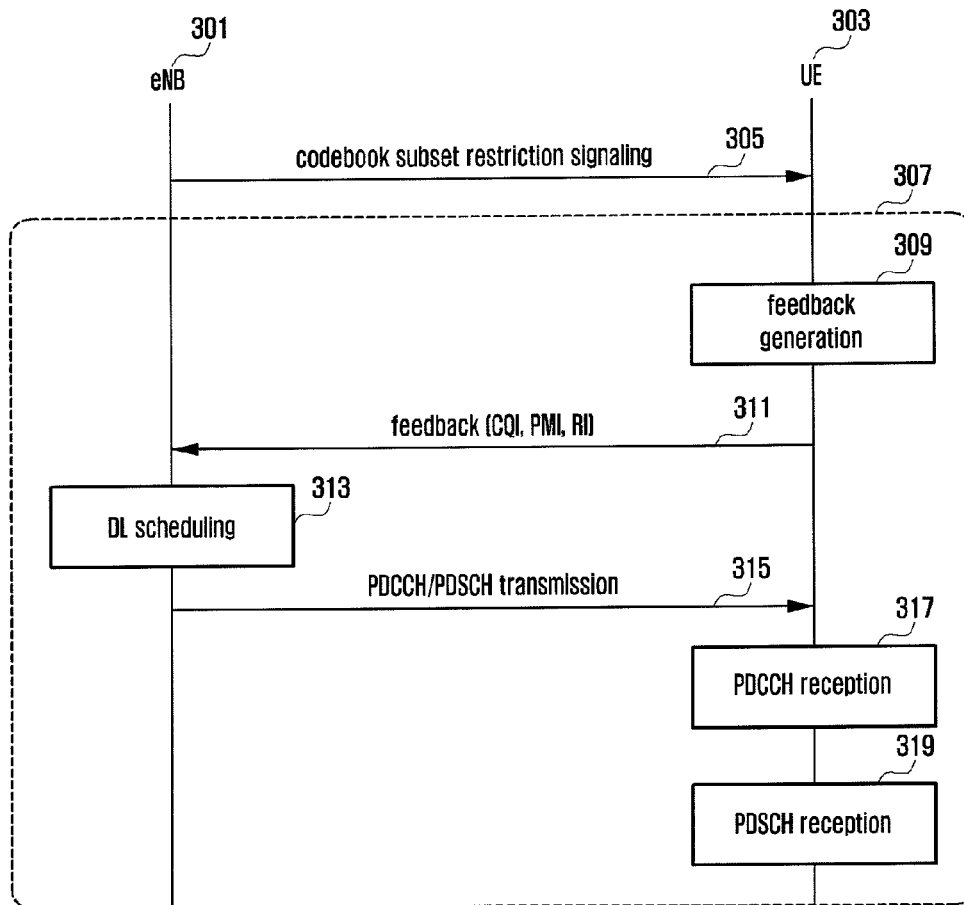 301
eNB
303
UE
codebook subset restriction signaling
305
307
309
feedback
generation
feedback (CQI, PMI, RI)
311
DL scheduling
313
PDCCH/PDSCH transmission
315
317
PDCCH reception
319
PDSCH reception